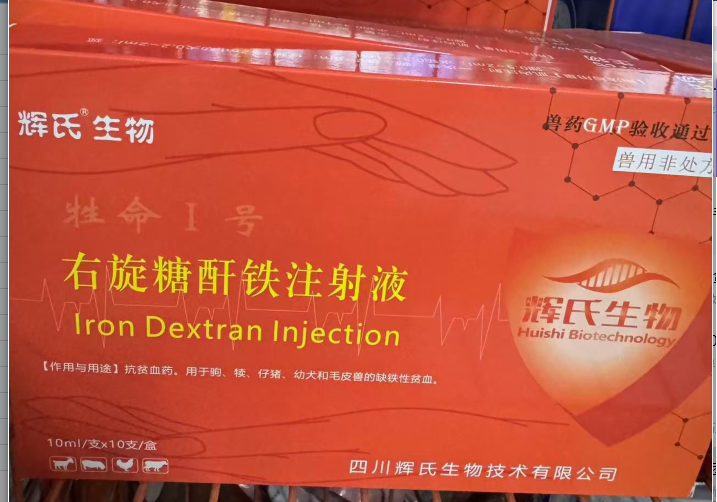 辉氏®生物
兽药GMP验收通过
兽用非处方
牲命I号
右旋糖酐铁注射液
Iron Dextran Injection
辉氏生物
Huishi Biotechnology
【作用与用途】抗贫血药。用于驹、犊、仔猪、幼犬和毛皮兽的缺铁性贫血。
10ml/支x10支/盒
四川辉氏生物技术有限公司